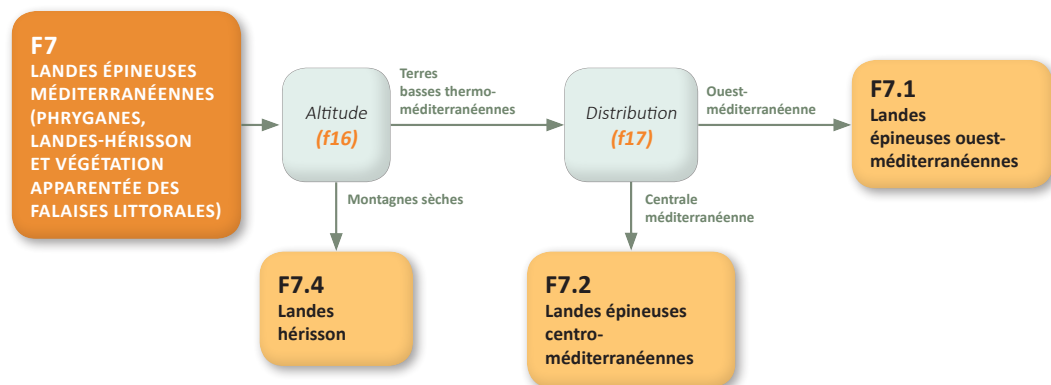 F7
LANDES ÉPINEUSES
MÉDITERRANÉENNES
(PHRYGANES,
LANDES-HÉRISSON
ET VÉGÉTATION
APPARENTÉE DES
FALAISES LITTORALES)
Altitude
(f16)
Terres
basses thermo-
méditerranéennes
Distribution
(f17)
Ouest-
méditerranéenne
F7.1
Landes
épineuses ouest-
méditerranéennes
Montagnes sèches
Centrale
méditerranéenne
F7.4
Landes
hérisson
F7.2
Landes épineuses
centro-
méditerranéennes